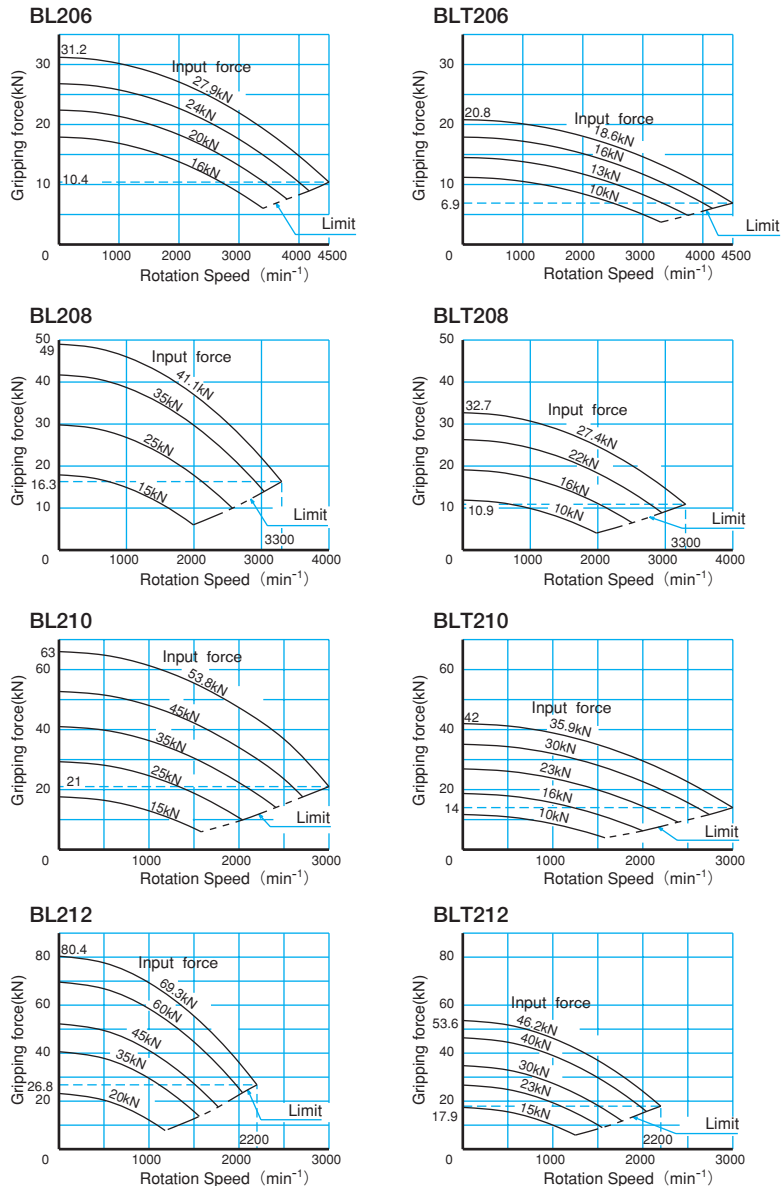 BL206
Gripping force(kN)
31.2
30
20
10
10.4
Input force
27.9kN
24kN
20kN
16kN
Limit
0
1000
2000
3000
4000
4500
Rotation Speed (min-1)
BLT206
Gripping force(kN)
30
20
20.8
10
6.9
Input force
18.6kN
16kN
13kN
10kN
Limit
0
1000
2000
3000
4000
4500
Rotation Speed (min-1)
BL208
Gripping force(kN)
50
49
40
30
20
16.3
10
Input force
41.1kN
35kN
25kN
15kN
Limit
3300
0
1000
2000
3000
4000
Rotation Speed (min-1)
BLT208
Gripping force(kN)
50
40
32.7
30
20
10
10.9
Input force
27.4kN
22kN
16kN
10kN
Limit
3300
0
1000
2000
3000
4000
Rotation Speed (min-1)
BL210
Gripping force(kN)
63
60
40
20
21
Input force
53.8kN
45kN
35kN
25kN
15kN
Limit
0
1000
2000
3000
Rotation Speed (min-1)
BLT210
Gripping force(kN)
60
40
42
20
14
Input force
35.9kN
30kN
23kN
16kN
10kN
Limit
0
1000
2000
3000
Rotation Speed (min-1)
BL212
Gripping force(kN)
80.4
80
60
40
26.8
20
Input force
69.3kN
60kN
45kN
35kN
20kN
Limit
2200
0
1000
2000
3000
Rotation Speed (min-1)
BLT212
Gripping force(kN)
80
60
53.6
40
20
17.9
Input force
46.2kN
40kN
30kN
23kN
15kN
Limit
2200
0
1000
2000
3000
Rotation Speed (min-1)